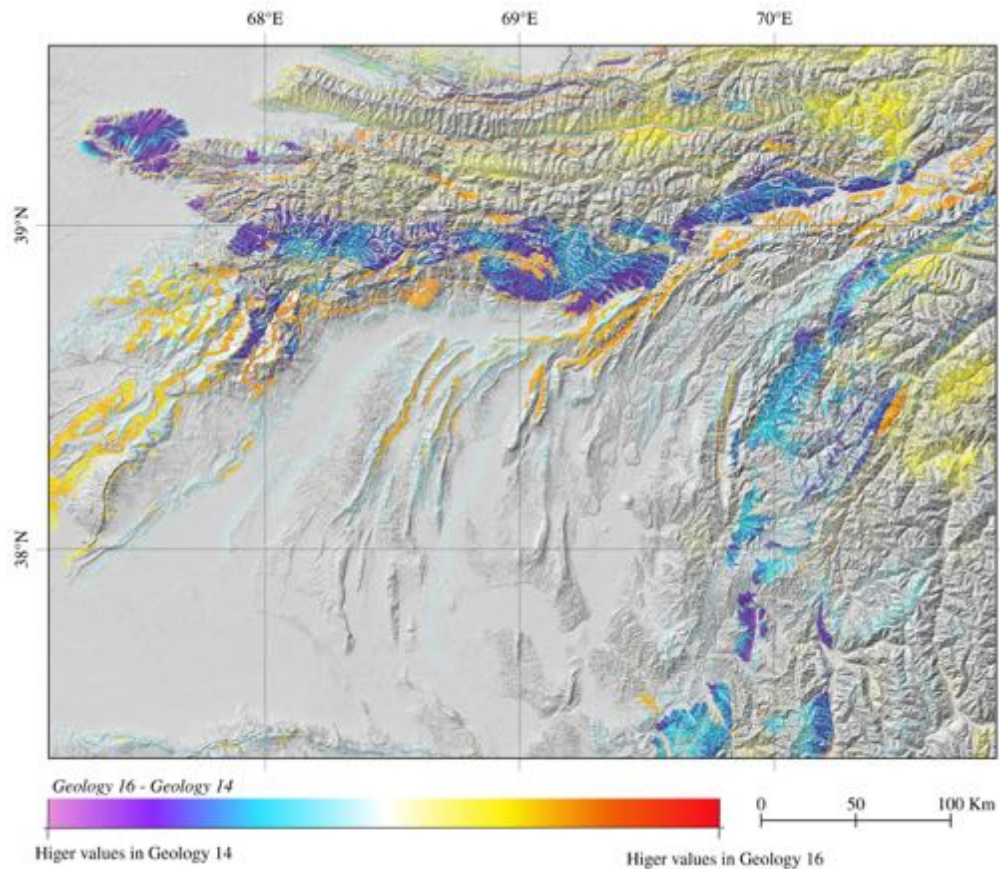 68°E 69°E 70°E
39°N
38°N
Geology 16 - Geology 14
0 50 100 Km
Higer values in Geology 14 Higer values in Geology 16